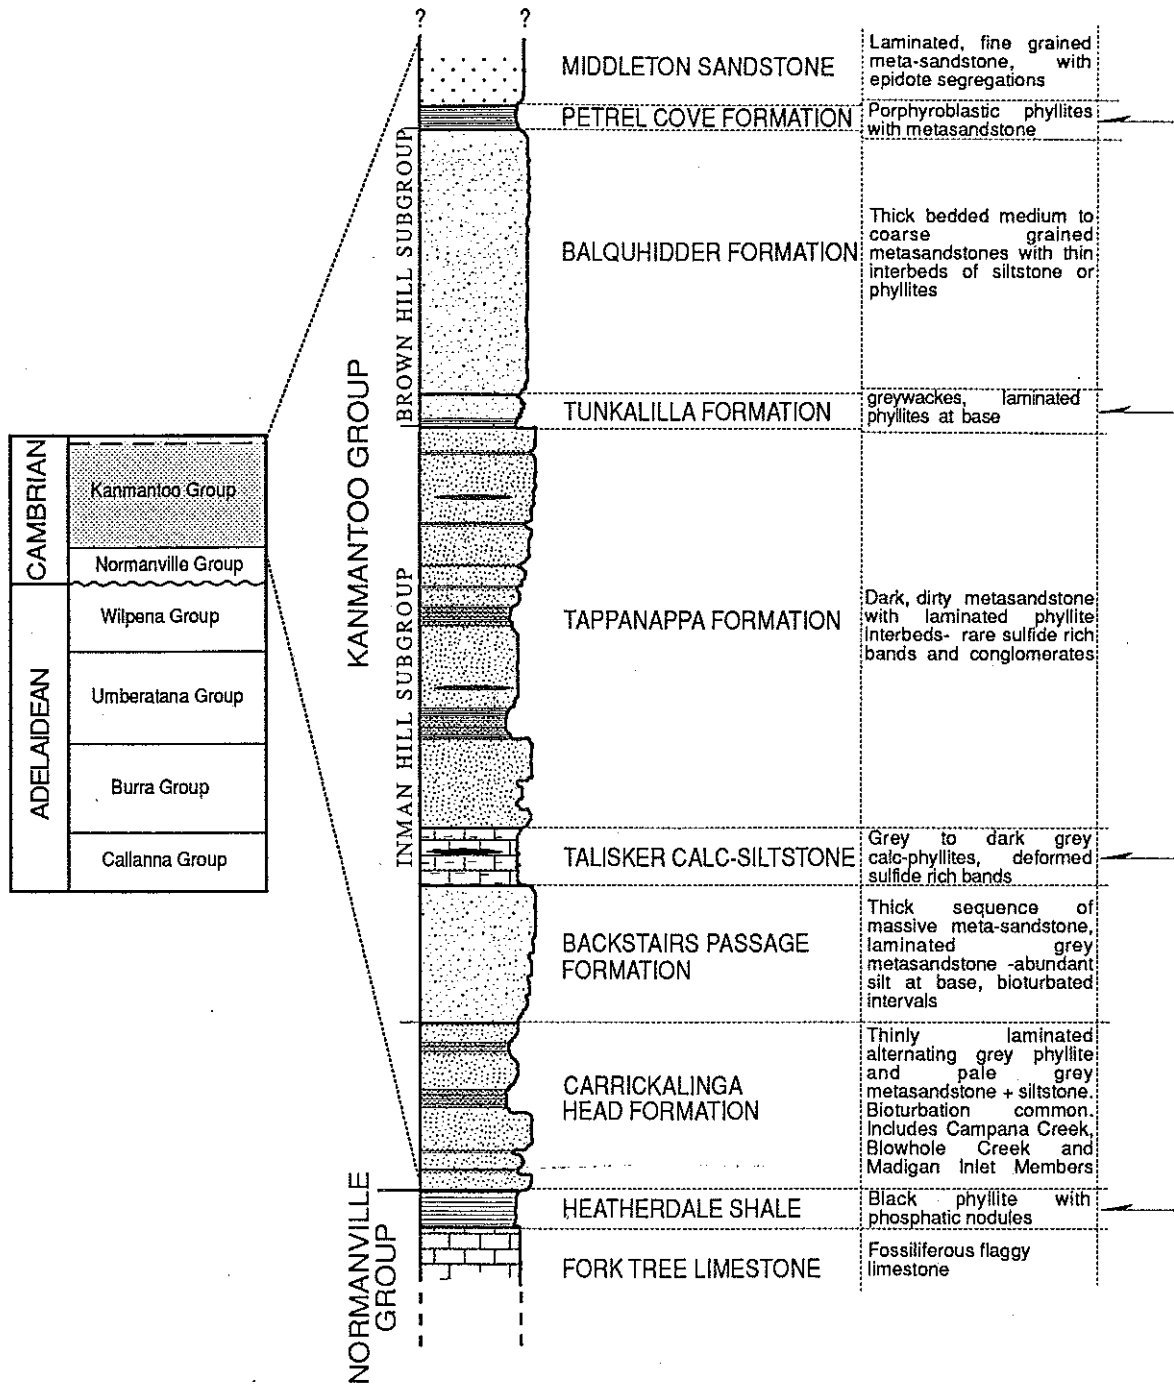 ?
?
MIDDLETON SANDSTONE
Laminated, fine grained
meta-sandstone, with
epidote segregations
PETREL COVE FORMATION
Porphyroblastic phyllites
with metasandstone
BALQUHIDDER FORMATION
Thick bedded medium to
coarse grained
metasandstones with thin
interbeds of siltstone or
phyllites
BROWN HILL SUBGROUP
TUNKALILLA FORMATION
greywackes, laminated
phyllites at base
KANMANTOO GROUP
INMAN HILL SUBGROUP
TAPPANAPPA FORMATION
Dark, dirty metasandstone
with laminated phyllite
interbeds- rare sulfide rich
bands and conglomerates
TALISKER CALC-SILTSTONE
Grey to dark grey
calc-phyllites, deformed
sulfide rich bands
BACKSTAIRS PASSAGE
FORMATION
Thick sequence of
massive meta-sandstone,
laminated grey
metasandstone -abundant
silt at base, bioturbated
intervals
CARRICKALINGA
HEAD FORMATION
Thinly laminated
alternating grey phyllite
and pale grey
metasandstone + siltstone.
Bioturbation common.
Includes Campana Creek,
Blowhole Creek and
Madigan Inlet Members
NORMANVILLE
GROUP
HEATHERDALE SHALE
Black phyllite with
phosphatic nodules
FORK TREE LIMESTONE
Fossiliferous flaggy
limestone
CAMBRIAN
Kanmantoo Group
Normanville Group
ADELAIDEAN
Wilpena Group
Umberatana Group
Burra Group
Callanna Group